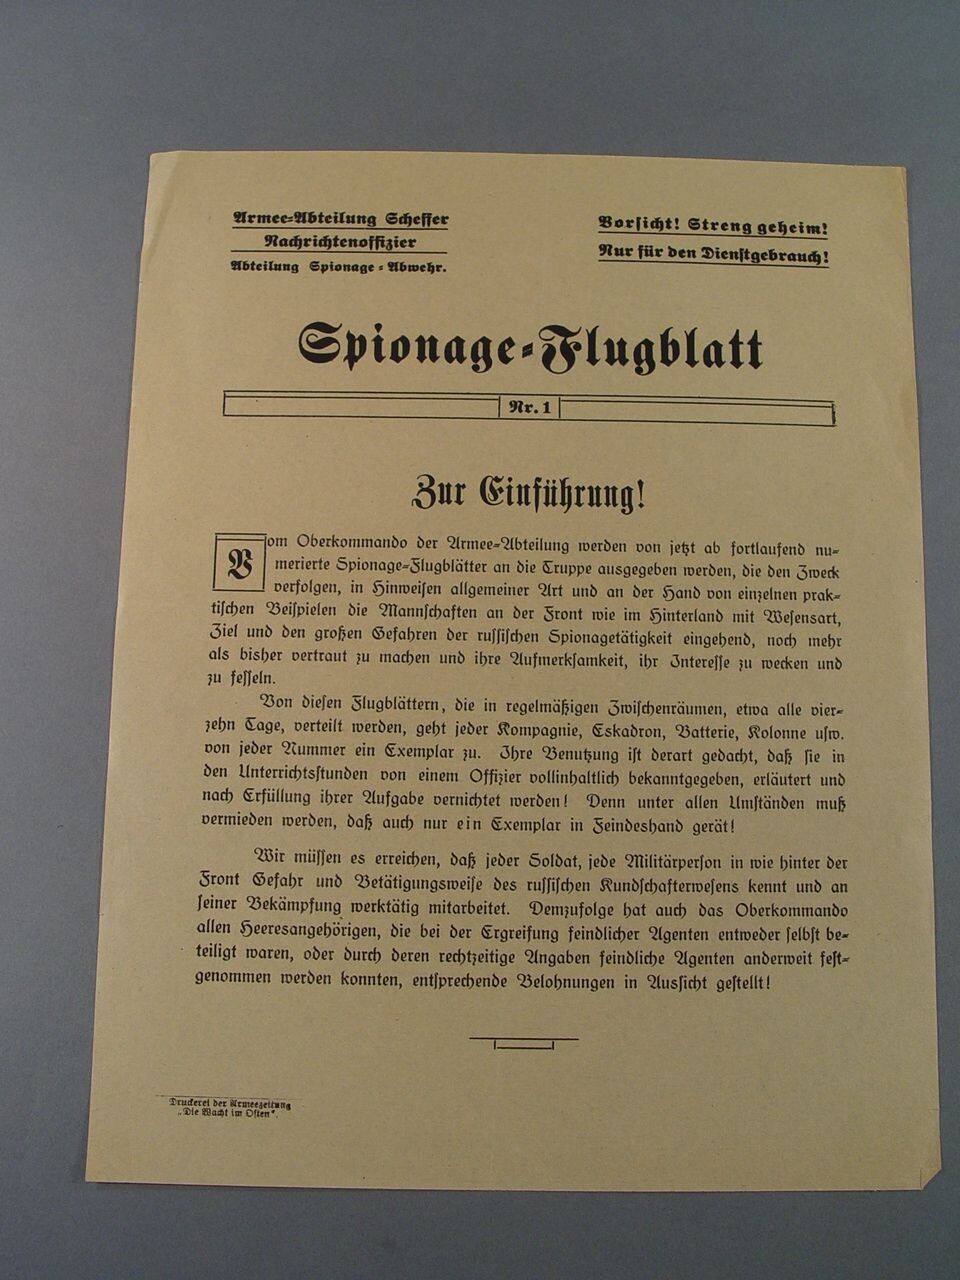 Armee-Abteilung Scheffer
Nachrichtenoffizier
Abteilung Spionage-Abwehr.
Vorsicht! Streng geheim!
Nur für den Dienstgebrauch!
Spionage-Flugblatt
Nr. 1
Zur Einführung!
Vom Oberkommando der Armee-Abteilung werden von jetzt ab fortlaufend nu-
merierte Spionage-Flugblätter an die Truppe ausgegeben werden, die den Zweck
verfolgen, in Hinweisen allgemeiner Art und an der Hand von einzelnen prak-
tischen Beispielen die Mannschaften an der Front wie im Hinterland mit Wesensart,
Ziel und den großen Gefahren der russischen Spionagetätigkeit eingehend, noch mehr
als bisher vertraut zu machen und ihre Aufmerksamkeit, ihr Interesse zu wecken und
zu fesseln.
Von diesen Flugblättern, die in regelmäßigen Zwischenräumen, etwa alle vier-
zehn Tage, verteilt werden, geht jeder Kompagnie, Eskadron, Batterie, Kolonne usw.
von jeder Nummer ein Exemplar zu. Ihre Benutzung ist derart gedacht, daß sie in
den Unterrichtsstunden von einem Offizier vollinhaltlich bekanntgegeben, erläutert und
nach Erfüllung ihrer Aufgabe vernichtet werden! Denn unter allen Umständen muß
vermieden werden, daß auch nur ein Exemplar in Feindeshand gerät!
Wir müssen es erreichen, daß jeder Soldat, jede Militärperson in wie hinter der
Front Gefahr und Betätigungsweise des russischen Kundschafterwesens kennt und an
seiner Bekämpfung werktätig mitarbeitet. Demzufolge hat auch das Oberkommando
allen Heeresangehörigen, die bei der Ergreifung feindlicher Agenten entweder selbst be-
teiligt waren, oder durch deren rechtzeitige Angaben feindliche Agenten anderweit fest-
genommen werden konnten, entsprechende Belohnungen in Aussicht gestellt!
Druckerei der Armeezeitung
„Die Wacht im Osten".